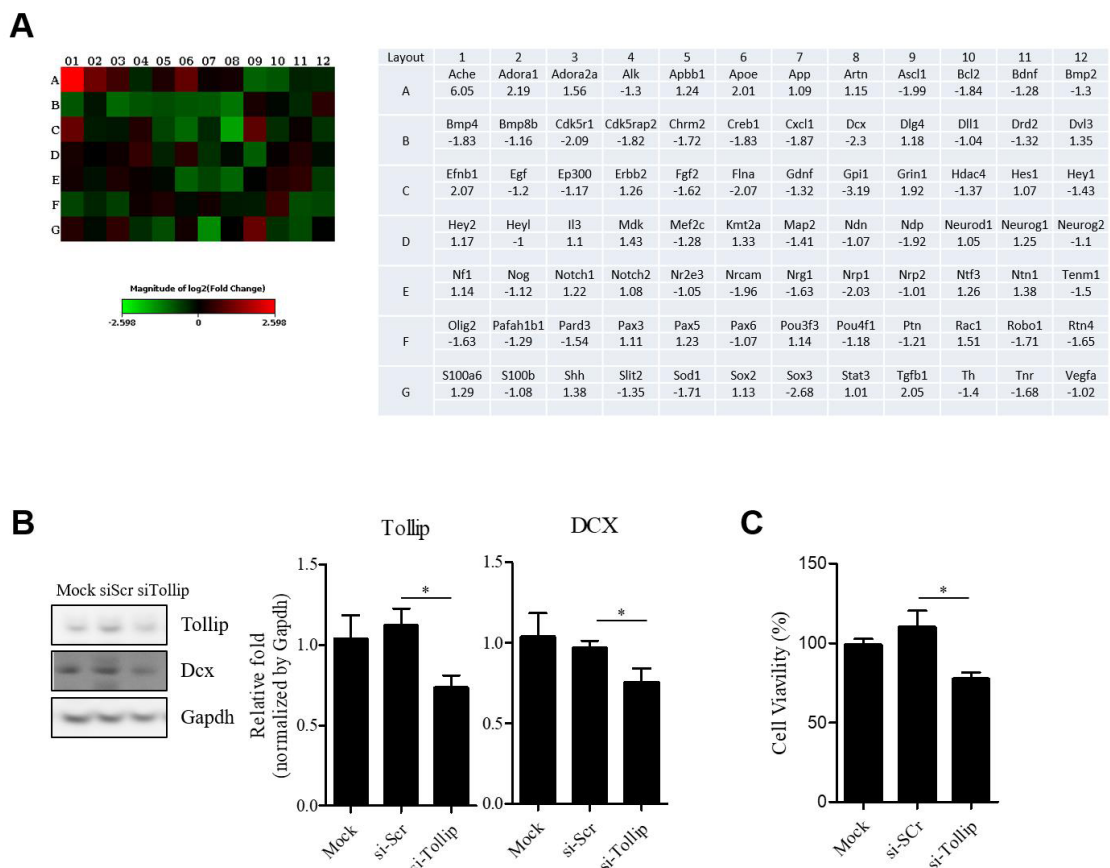 A
01 02 03 04 05 06 07 08 09 10 11 12
A
B
C
D
E
F
G
Magnitude of log2(Fold Change)
-2.598 0 2.598
Layout 1 2 3 4 5 6 7 8 9 10 11 12
A
Ache Adora1 Adora2a Alk Apbb1 Apoe App Artn Ascl1 Bcl2 Bdnf Bmp2
6.05 2.19 1.56 -1.3 1.24 2.01 1.09 1.15 -1.99 -1.84 -1.28 -1.3
B
Bmp4 Bmp8b Cdk5r1 Cdk5rap2 Chrm2 Creb1 Cxcl1 Dcx Dlg4 Dll1 Drd2 Dvl3
-1.83 -1.16 -2.09 -1.82 -1.72 -1.83 -1.87 -2.3 1.18 -1.04 -1.32 1.35
C
Efnb1 Egf Ep300 Erbb2 Fgf2 Flna Gdnf Gpi1 Grin1 Hdac4 Hes1 Hey1
2.07 -1.2 -1.17 1.26 -1.62 -2.07 -1.32 -3.19 1.92 -1.37 1.07 -1.43
D
Hey2 Heyl Il3 Mdk Mef2c Kmt2a Map2 Ndn Ndp Neurod1 Neurog1 Neurog2
1.17 -1 1.1 1.43 -1.28 1.33 -1.41 -1.07 -1.92 1.05 1.25 -1.1
E
Nf1 Nog Notch1 Notch2 Nr2e3 Nrcam Nrg1 Nrp1 Nrp2 Ntf3 Ntn1 Tenm1
1.14 -1.12 1.22 1.08 -1.05 -1.96 -1.63 -2.03 -1.01 1.26 1.38 -1.5
F
Olig2 Pafah1b1 Pard3 Pax3 Pax5 Pax6 Pou3f3 Pou4f1 Ptn Rac1 Robo1 Rtn4
-1.63 -1.29 -1.54 1.11 1.23 -1.07 1.14 -1.18 -1.21 1.51 -1.71 -1.65
G
S100a6 S100b Shh Slit2 Sod1 Sox2 Sox3 Stat3 Tgfb1 Th Tnr Vegfa
1.29 -1.08 1.38 -1.35 -1.71 1.13 -2.68 1.01 2.05 -1.4 -1.68 -1.02
B
Mock siScr siTollip
Tollip
Dcx
Gapdh
Tollip
Relative fold
(normalized by Gapdh)
1.5
1.0
0.5
0.0
*
Mock si-Scr si-Tollip
DCX
1.5
1.0
0.5
0.0
*
Mock si-Scr si-Tollip
C
Cell Viavility (%)
150
100
50
0
*
Mock si-SCr si-Tollip